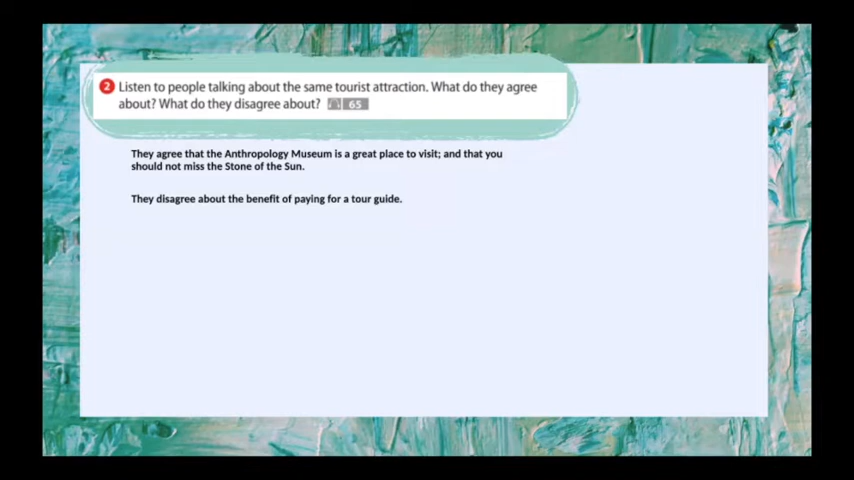 2 Listen to people talking about the same tourist attraction. What do they agree
about? What do they disagree about? 65
They agree that the Anthropology Museum is a great place to visit; and that you
should not miss the Stone of the Sun.
They disagree about the benefit of paying for a tour guide.